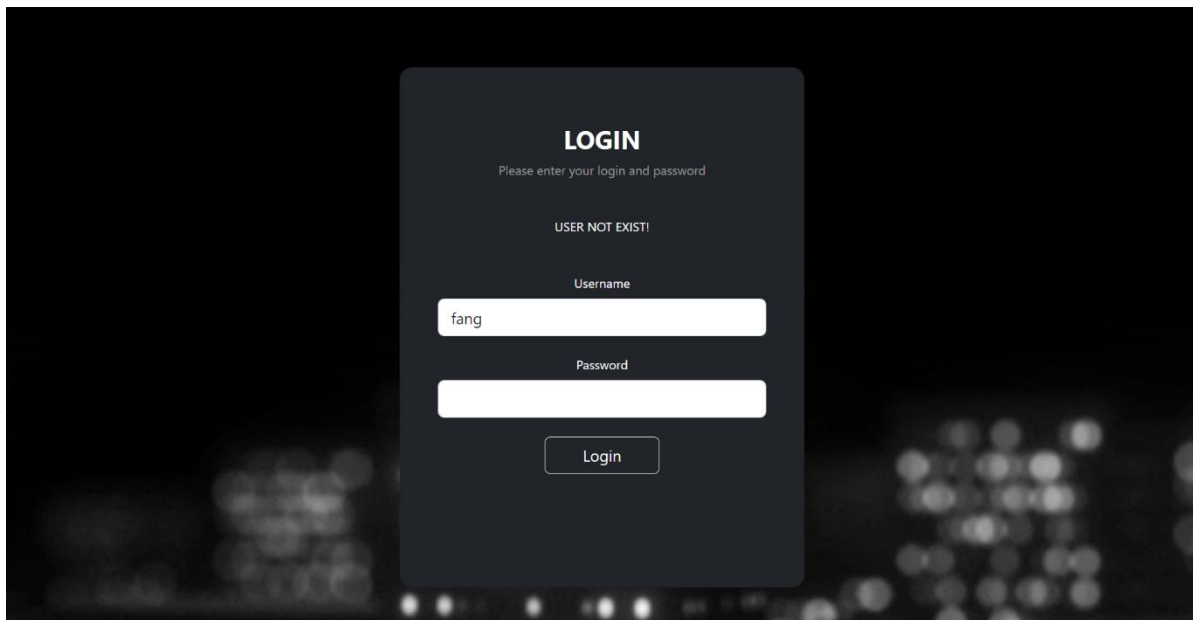 LOGIN
Please enter your login and password
USER NOT EXIST!
Username
fang
Password
Login